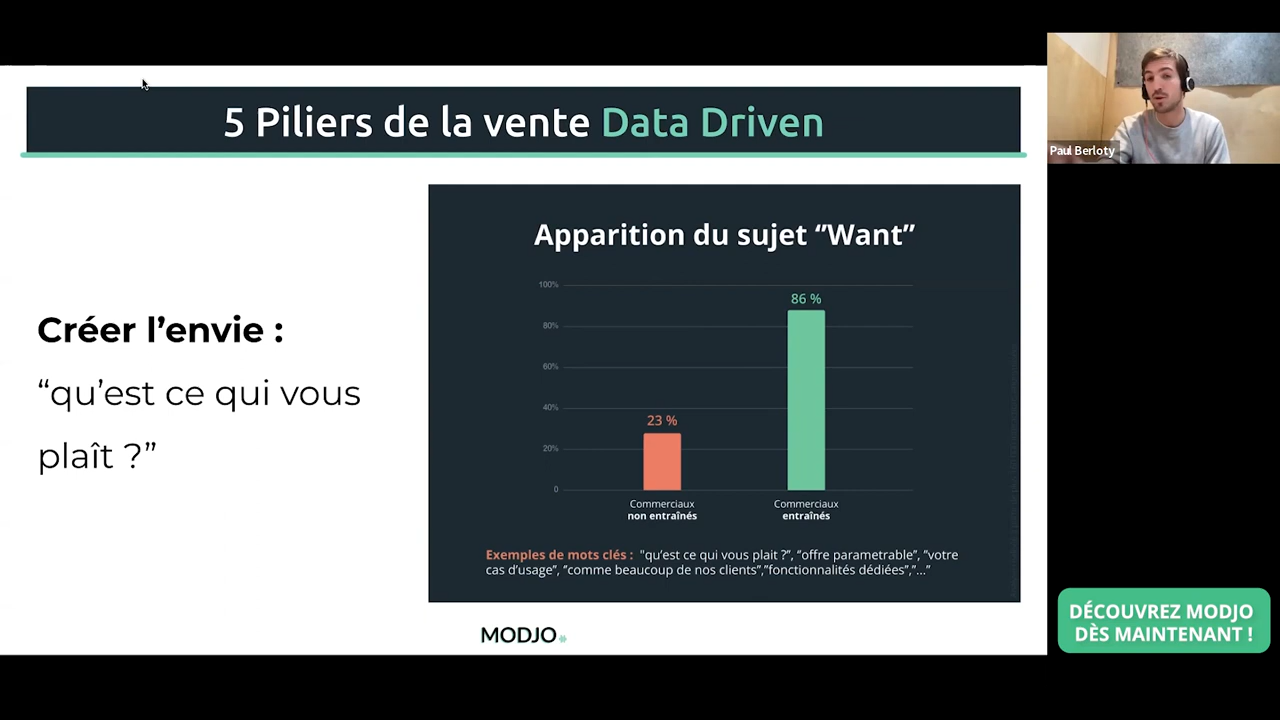 5 Piliers de la vente Data Driven
Paul Berloty
Créer l’envie :
“qu’est ce qui vous
plaît ?”
Apparition du sujet “Want”
100%
80%
60%
40%
20%
0
23 %
86 %
Commerciaux
non entraînés
Commerciaux
entraînés
Exemples de mots clés : "qu’est ce qui vous plait ?", “offre parametrable”, “votre
cas d’usage”, “comme beaucoup de nos clients”,“fonctionnalités dédiées”,“...”
MODJO
DÉCOUVREZ MODJO
DÈS MAINTENANT !